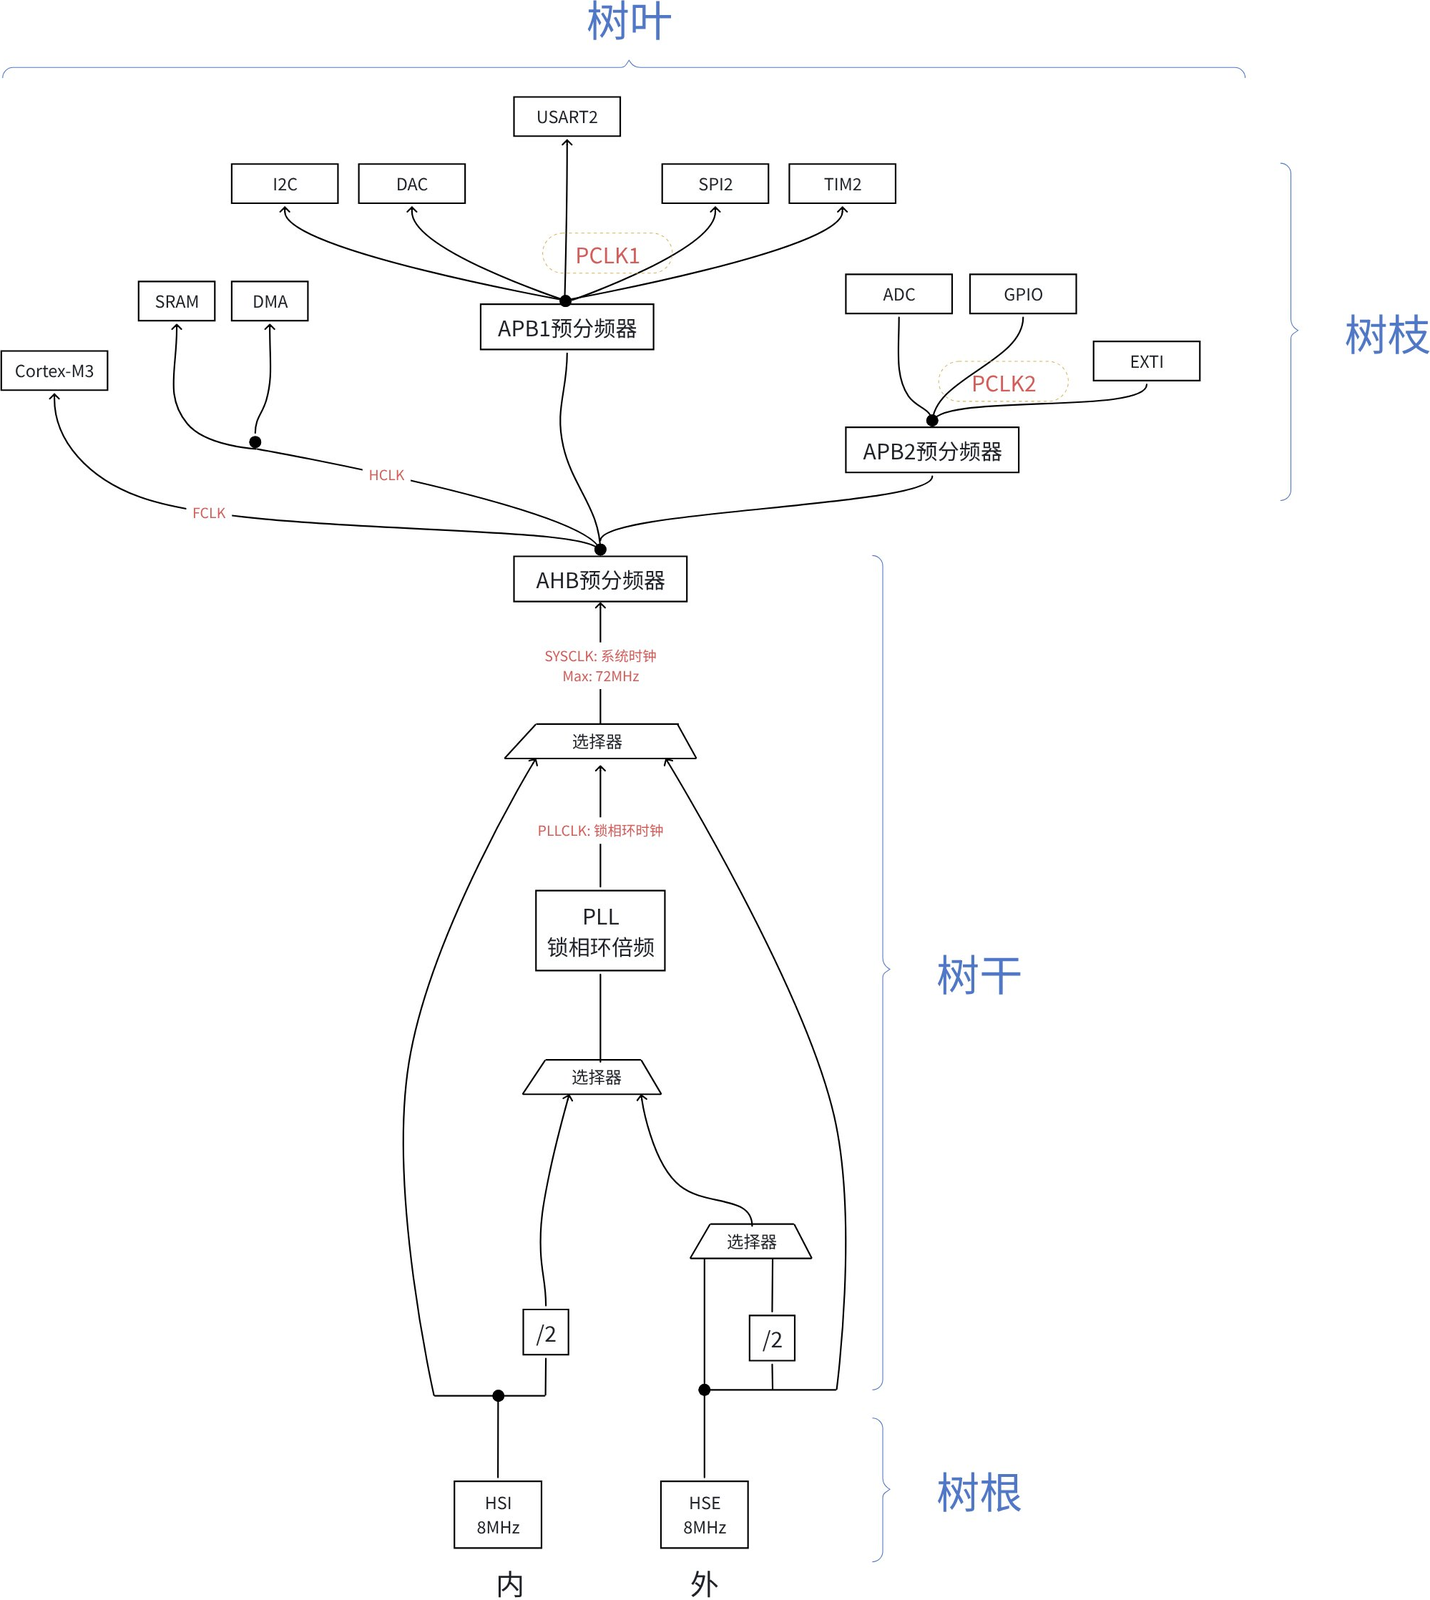 树叶
USART2
I2C
DAC
SPI2
TIM2
PCLK1
SRAM
DMA
ADC
GPIO
APB1预分频器
树枝
Cortex-M3
EXTI
PCLK2
APB2预分频器
HCLK
FCLK
AHB预分频器
SYSCLK: 系统时钟
Max: 72MHz
选择器
PLLCLK: 锁相环时钟
PLL
锁相环倍频
树干
选择器
选择器
/2
/2
HSI
8MHz
HSE
8MHz
树根
内
外